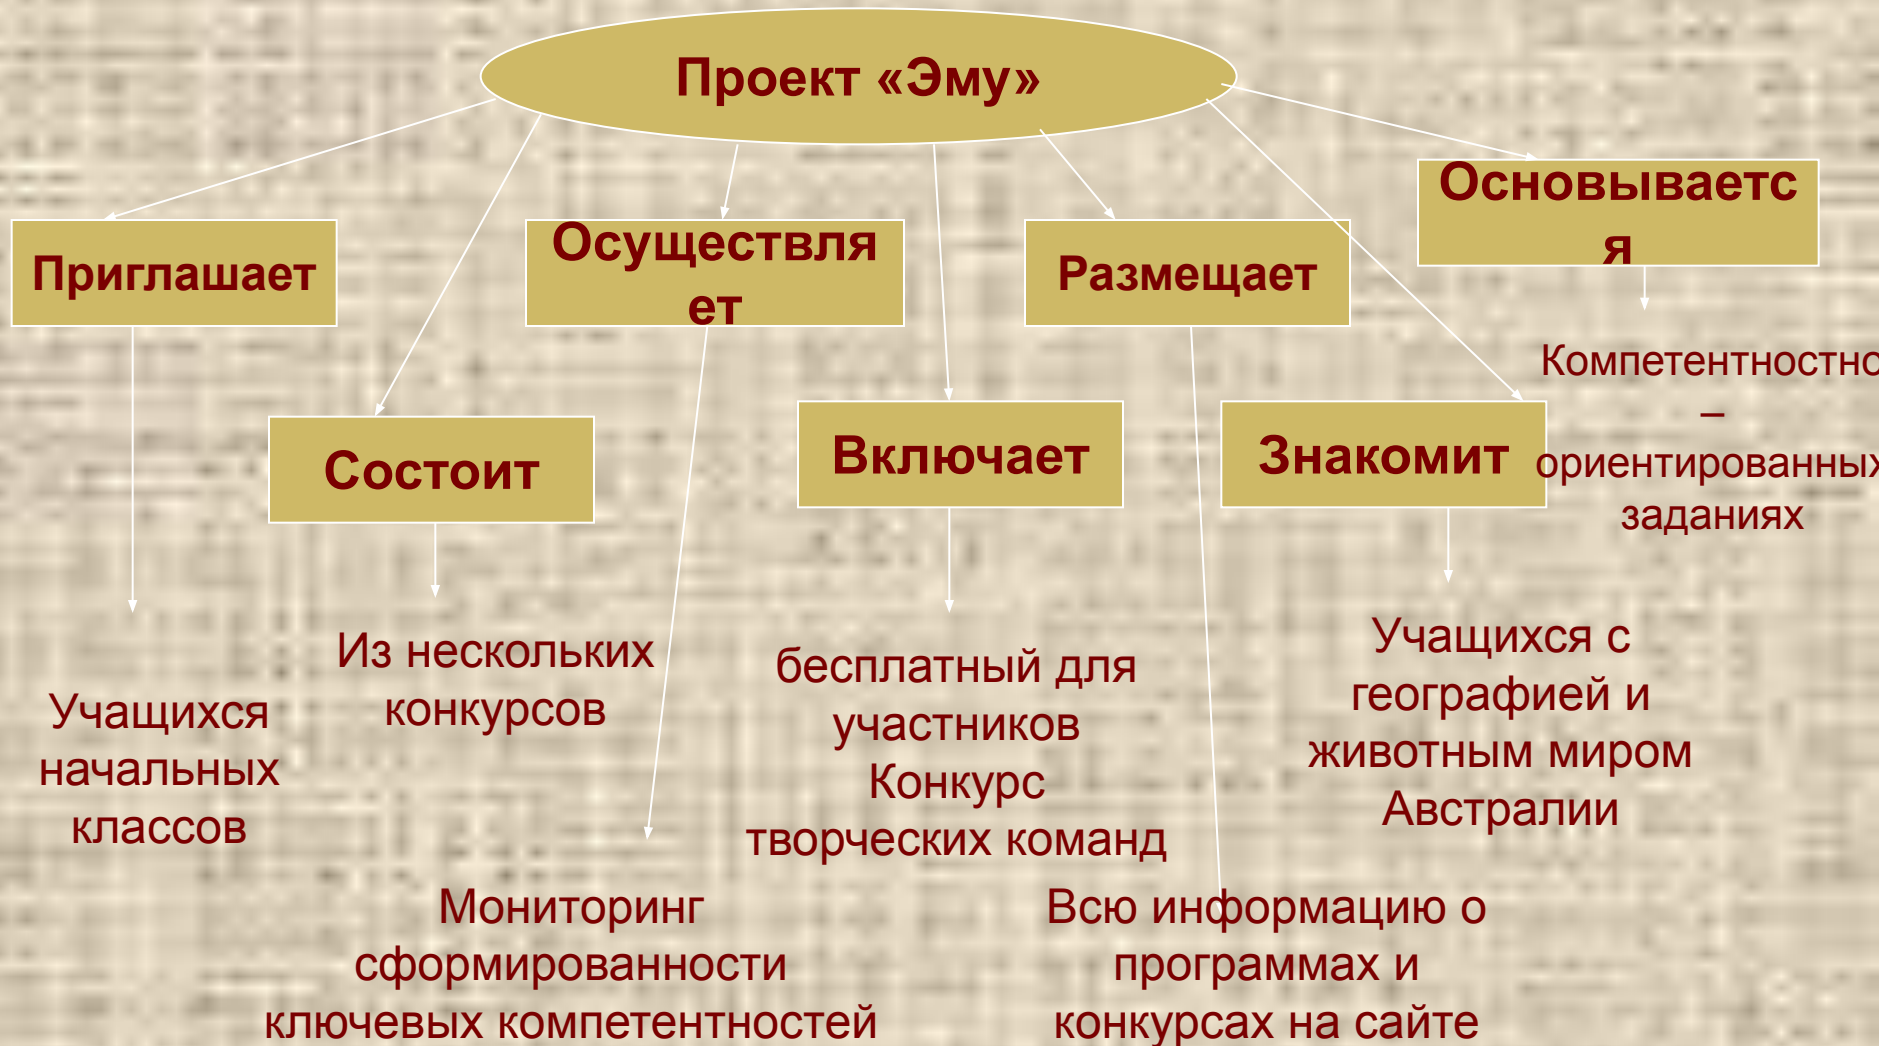 Проект «Эму»
Приглашает
Осуществля
ет
Размещает
Основываетс
я
Состоит
Включает
Знакомит
Компетентностно
–
ориентированных
заданиях
Учащихся
начальных
классов
Из нескольких
конкурсов
бесплатный для
участников
Конкурс
творческих команд
Учащихся с
географией и
животным миром
Австралии
Мониторинг
сформированности
ключевых компетентностей
Всю информацию о
программах и
конкурсах на сайте